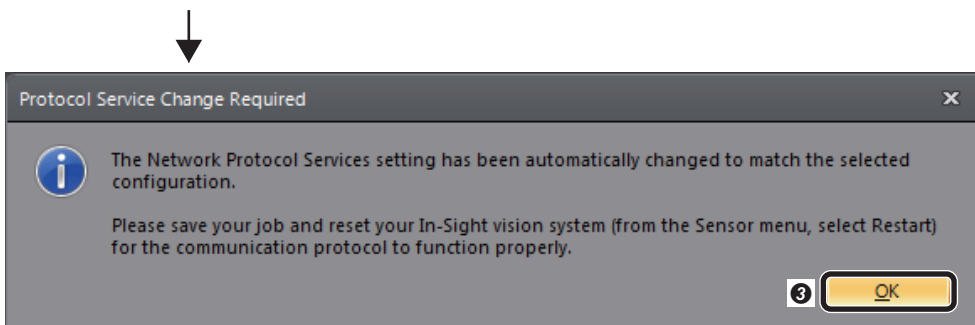 Protocol Service Change Required
The Network Protocol Services setting has been automatically changed to match the selected
configuration.
Please save your job and reset your In-Sight vision system (from the Sensor menu, select Restart)
for the communication protocol to function properly.
❸ OK